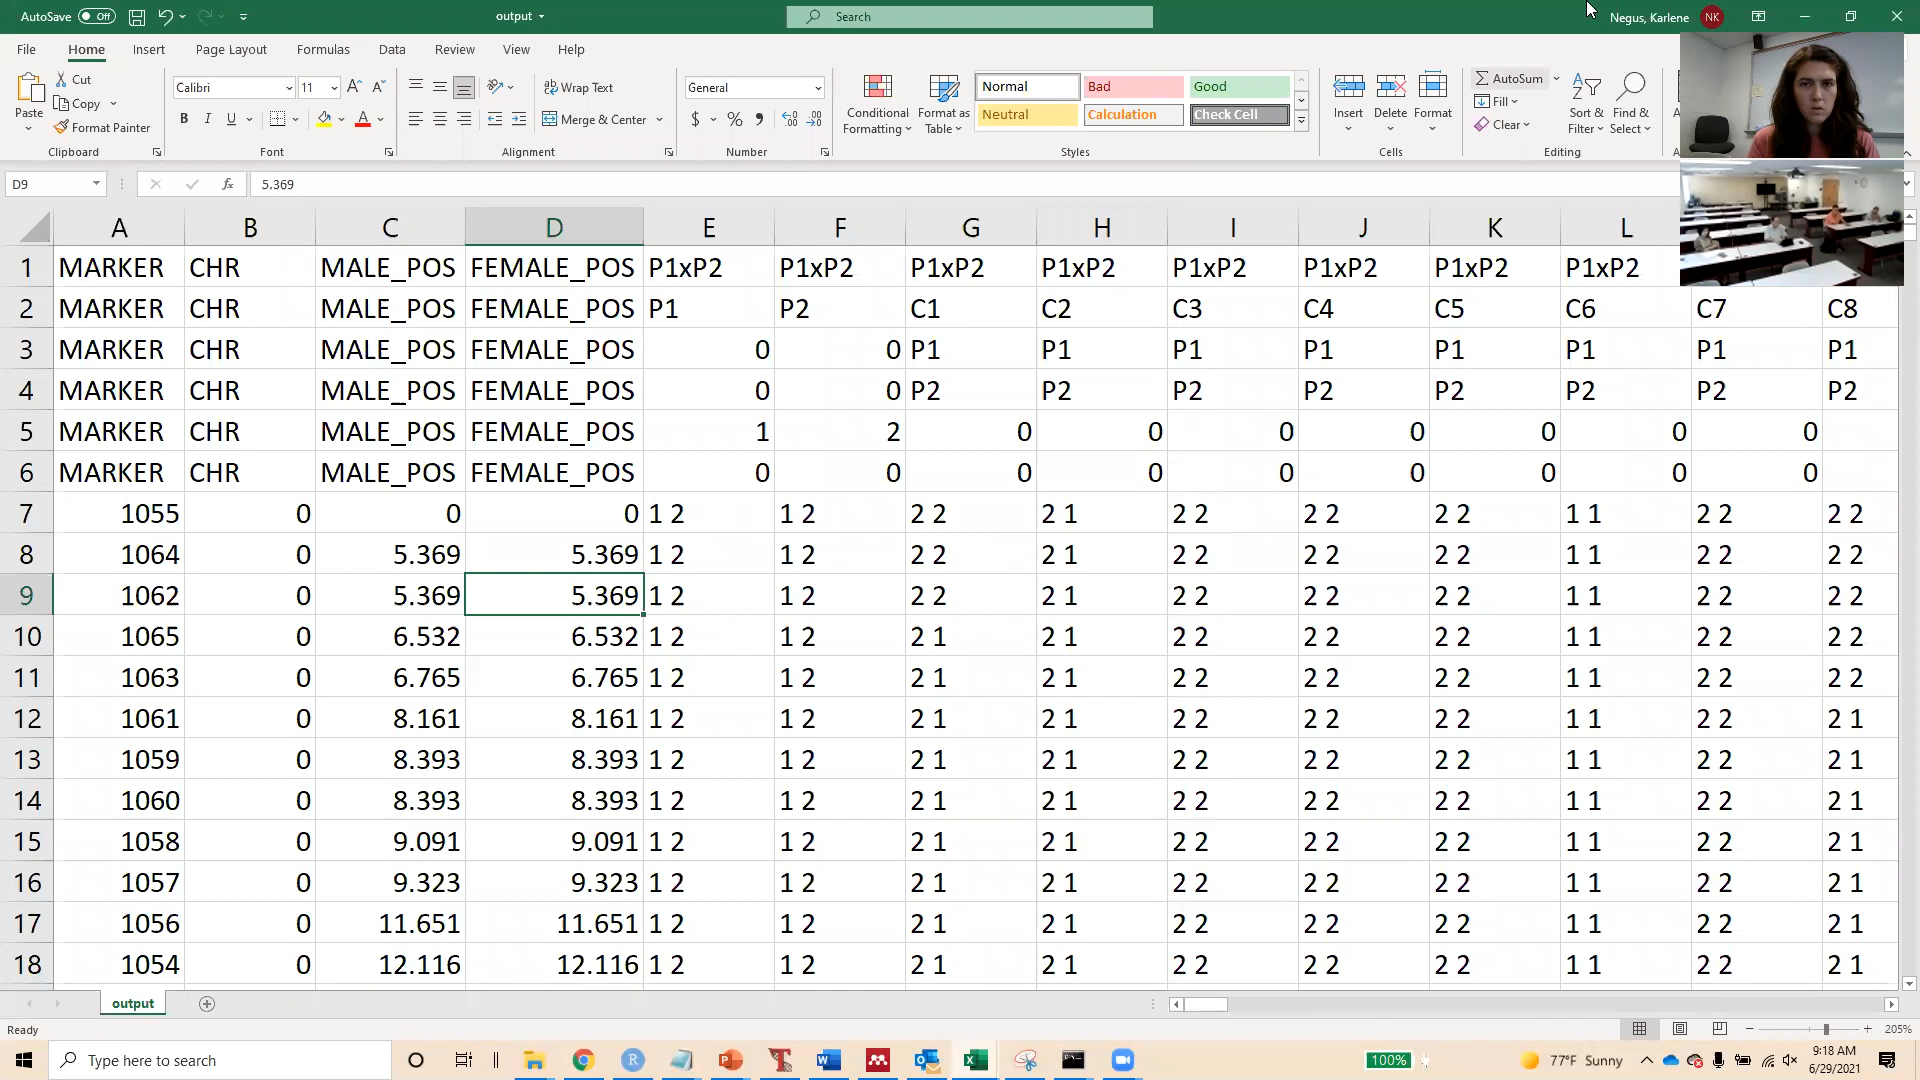 AutoSave Off output Search Negus, Karlene NK
File Home Insert Page Layout Formulas Data Review View Help
Paste Cut Copy Format Painter Clipboard
Calibri 11 B I U A Font
Wrap Text Merge & Center Alignment
General $ % Number
Conditional Formatting Format as Table
Normal Bad Good
Neutral Calculation Check Cell
Styles
Insert Delete Format Cells
AutoSum Fill Clear Sort & Filter Find & Select Editing
D9 fx 5.369
A B C D E F G H I J K L
1 MARKER CHR MALE_POS FEMALE_POS P1xP2 P1xP2 P1xP2 P1xP2 P1xP2 P1xP2 P1xP2 P1xP2
2 MARKER CHR MALE_POS FEMALE_POS P1 P2 C1 C2 C3 C4 C5 C6 C7 C8
3 MARKER CHR MALE_POS FEMALE_POS 0 0 P1 P1 P1 P1 P1 P1 P1 P1
4 MARKER CHR MALE_POS FEMALE_POS 0 0 P2 P2 P2 P2 P2 P2 P2 P2
5 MARKER CHR MALE_POS FEMALE_POS 1 2 0 0 0 0 0 0 0
6 MARKER CHR MALE_POS FEMALE_POS 0 0 0 0 0 0 0 0 0
7 1055 0 0 0 1 2 1 2 2 2 2 1 2 2 2 2 2 2 1 1 2 2 2 2
8 1064 0 5.369 5.369 1 2 1 2 2 2 2 1 2 2 2 2 2 2 1 1 2 2 2 2
9 1062 0 5.369 5.369 1 2 1 2 2 2 2 1 2 2 2 2 2 2 1 1 2 2 2 2
10 1065 0 6.532 6.532 1 2 1 2 2 1 2 1 2 2 2 2 2 2 1 1 2 2 2 2
11 1063 0 6.765 6.765 1 2 1 2 2 1 2 1 2 2 2 2 2 2 1 1 2 2 2 2
12 1061 0 8.161 8.161 1 2 1 2 2 1 2 1 2 2 2 2 2 2 1 1 2 2 2 1
13 1059 0 8.393 8.393 1 2 1 2 2 1 2 1 2 2 2 2 2 2 1 1 2 2 2 1
14 1060 0 8.393 8.393 1 2 1 2 2 1 2 1 2 2 2 2 2 2 1 1 2 2 2 1
15 1058 0 9.091 9.091 1 2 1 2 2 1 2 1 2 2 2 2 2 2 1 1 2 2 2 1
16 1057 0 9.323 9.323 1 2 1 2 2 1 2 1 2 2 2 2 2 2 1 1 2 2 2 1
17 1056 0 11.651 11.651 1 2 1 2 2 1 2 1 2 2 2 2 2 2 1 1 2 2 2 1
18 1054 0 12.116 12.116 1 2 1 2 2 1 2 1 2 2 2 2 2 2 1 1 2 2 2 1
output
Ready 205%
Type here to search 100% 77°F Sunny 9:18 AM
6/29/2021